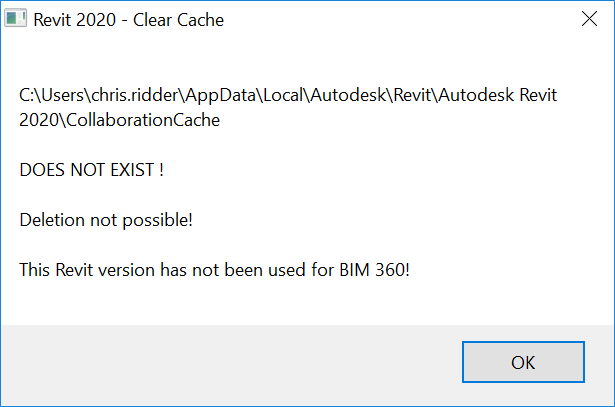 Revit 2020 - Clear Cache
C:\Users\chris.ridder\AppData\Local\Autodesk\Revit\Autodesk Revit
2020\CollaborationCache
DOES NOT EXIST !
Deletion not possible!
This Revit version has not been used for BIM 360!
OK